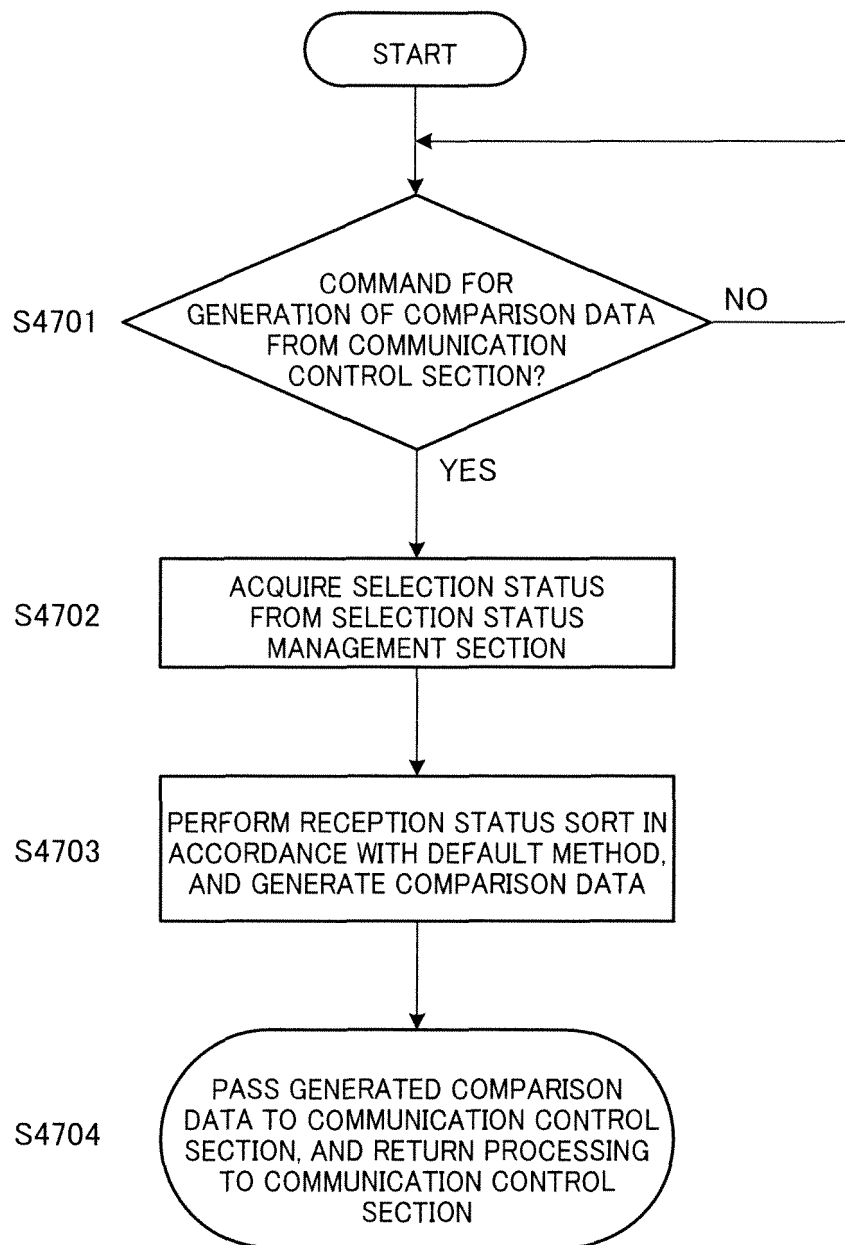 START
COMMAND FOR
GENERATION OF COMPARISON DATA
FROM COMMUNICATION
CONTROL SECTION?
S4701
NO
YES
S4702
ACQUIRE SELECTION STATUS
FROM SELECTION STATUS
MANAGEMENT SECTION
S4703
PERFORM RECEPTION STATUS SORT IN
ACCORDANCE WITH DEFAULT METHOD,
AND GENERATE COMPARISON DATA
S4704
PASS GENERATED COMPARISON
DATA TO COMMUNICATION CONTROL
SECTION, AND RETURN PROCESSING
TO COMMUNICATION CONTROL
SECTION